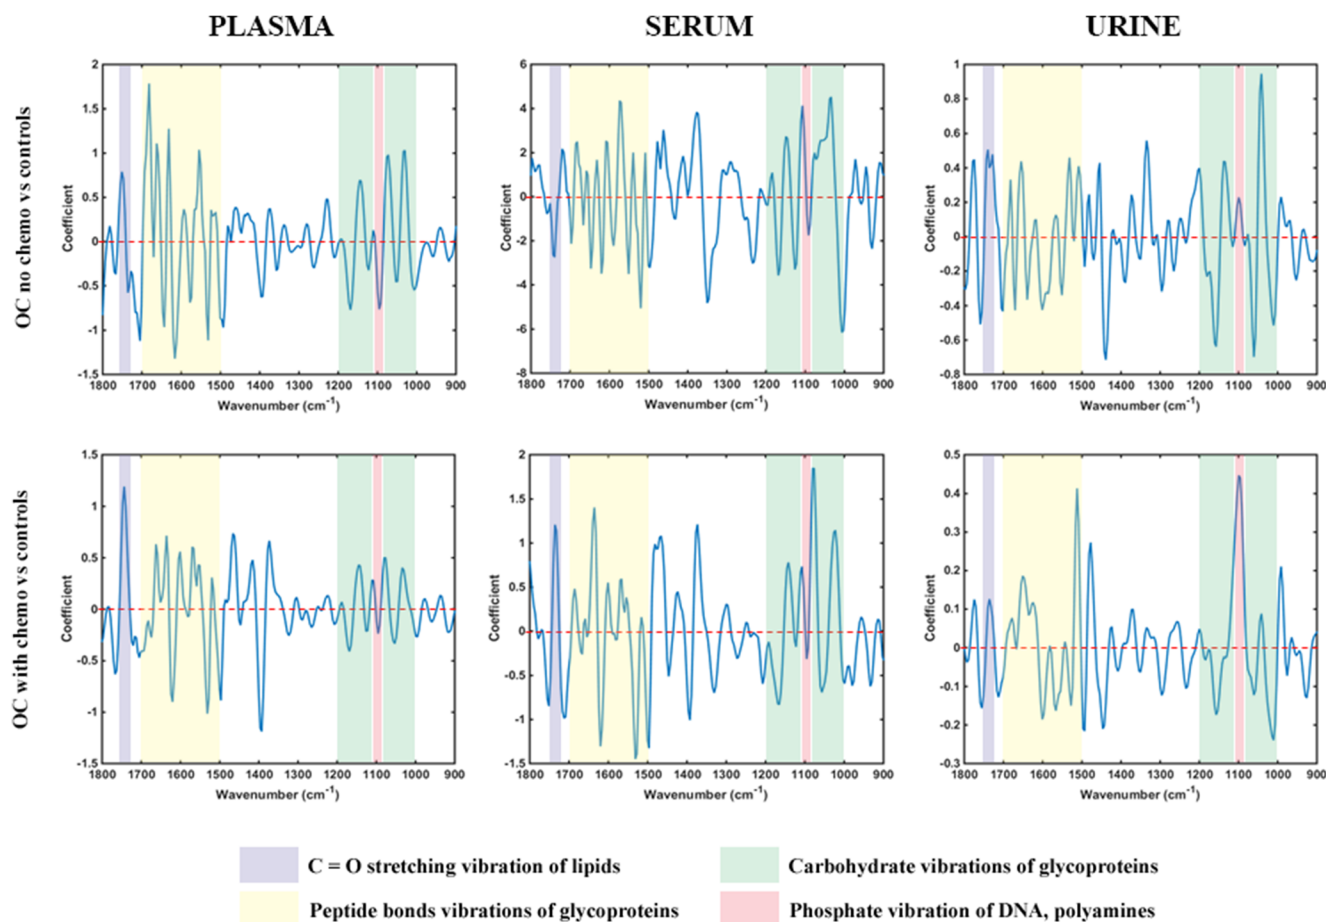 PLASMA
SERUM
URINE
OC no chemo vs controls
Coefficient
2
1.5
1
0.5
0
-0.5
-1
-1.5
1800 1700 1600 1500 1400 1300 1200 1100 1000 900
Wavenumber (cm-1)
Coefficient
6
4
2
0
-2
-4
-6
-8
1800 1700 1600 1500 1400 1300 1200 1100 1000 900
Wavenumber (cm-1)
Coefficient
1
0.8
0.6
0.4
0.2
0
-0.2
-0.4
-0.6
-0.8
1800 1700 1600 1500 1400 1300 1200 1100 1000 900
Wavenumber (cm-1)
OC with chemo vs controls
Coefficient
1.5
1
0.5
0
-0.5
-1
-1.5
1800 1700 1600 1500 1400 1300 1200 1100 1000 900
Wavenumber (cm-1)
Coefficient
2
1.5
1
0.5
0
-0.5
-1
-1.5
1800 1700 1600 1500 1400 1300 1200 1100 1000 900
Wavenumber (cm-1)
Coefficient
0.5
0.4
0.3
0.2
0.1
0
-0.1
-0.2
-0.3
1800 1700 1600 1500 1400 1300 1200 1100 1000 900
Wavenumber (cm-1)
C = O stretching vibration of lipids
Carbohydrate vibrations of glycoproteins
Peptide bonds vibrations of glycoproteins
Phosphate vibration of DNA, polyamines